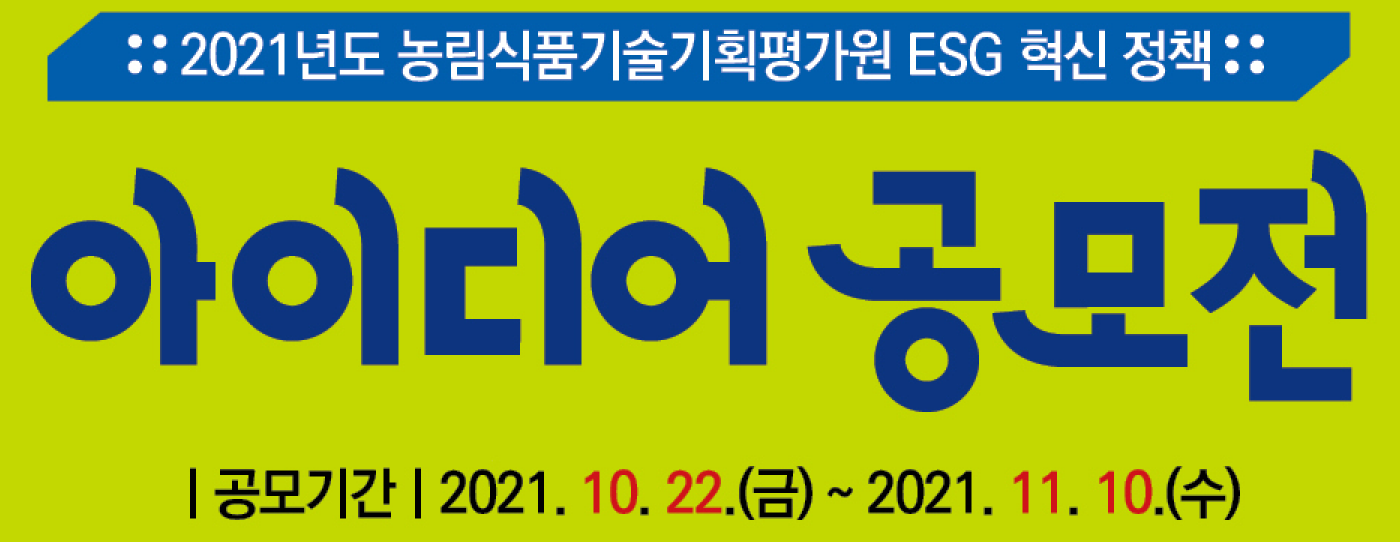 :: 2021년도 농림식품기술기획평가원 ESG 혁신 정책 ::
아이디어 공모전
| 공모기간 | 2021. 10. 22.(금) ~ 2021. 11. 10.(수)